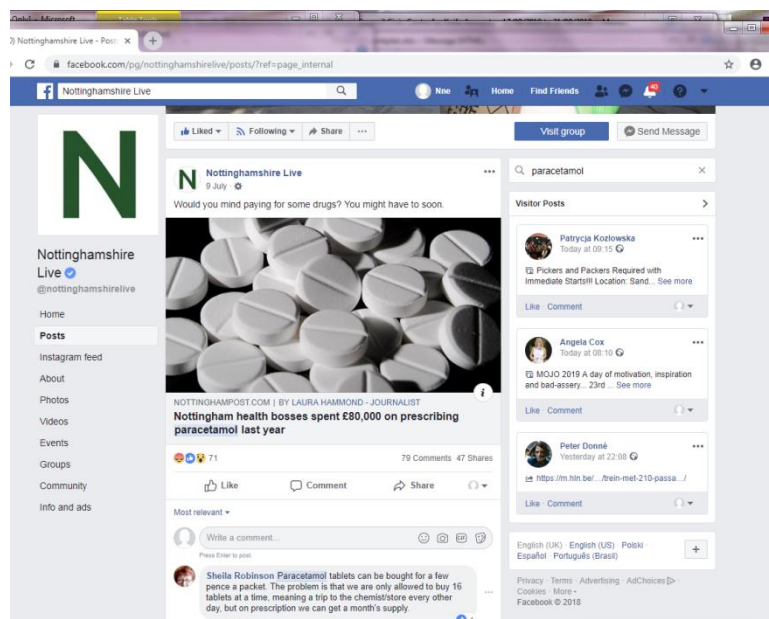 Nottinghamshire Live - Post
facebook.com/pg/nottinghamshirelive/posts/?ref=page_internal
Nottinghamshire Live
Nne
Home
Find Friends
40
Liked
Following
Share
Visit group
Send Message
N
Nottinghamshire Live
@nottinghamshirelive
Home
Posts
Instagram feed
About
Photos
Videos
Events
Groups
Community
Info and ads
N
Nottinghamshire Live
9 July
Would you mind paying for some drugs? You might have to soon.
NOTTINGHAMPOST.COM | BY LAURA HAMMOND - JOURNALIST
Nottingham health bosses spent £80,000 on prescribing
paracetamol last year
71
79 Comments 47 Shares
Like
Comment
Share
Most relevant
Write a comment...
GIF
Press Enter to post.
Sheila Robinson Paracetamol tablets can be bought for a few
pence a packet. The problem is that we are only allowed to buy 16
tablets at a time, meaning a trip to the chemist/store every other
day, but on prescription we can get a month's supply.
paracetamol
Visitor Posts
Patrycja Kozlowska
Today at 09:15
Pickers and Packers Required with
Immediate Starts!!! Location: Sand... See more
Like · Comment
Angela Cox
Today at 08:10
MOJO 2019 A day of motivation, inspiration
and bad-assery... 23rd ... See more
Like · Comment
Peter Donné
Yesterday at 22:08
https://m.hln.be/.../trein-met-210-passa.../
Like · Comment
English (UK) · English (US) · Polski ·
Español · Português (Brasil)
Privacy · Terms · Advertising · AdChoices ·
Cookies · More
Facebook © 2018